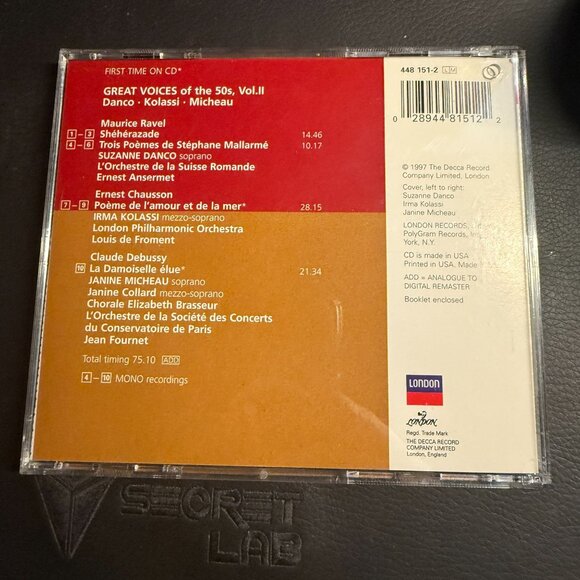 FIRST TIME ON CD*
GREAT VOICES of the 50s, Vol.II
Danco · Kolassi · Micheau
Maurice Ravel
1 – 3 Shéhérazade 14.46
4 – 6 Trois Poèmes de Stéphane Mallarmé 10.17
SUZANNE DANCO soprano
L'Orchestre de la Suisse Romande
Ernest Ansermet
Ernest Chausson
7 – 9 Poème de l'amour et de la mer* 28.15
IRMA KOLASSI mezzo-soprano
London Philharmonic Orchestra
Louis de Froment
Claude Debussy
10 La Damoiselle élue* 21.34
JANINE MICHEAU soprano
Janine Collard mezzo-soprano
Chorale Elizabeth Brasseur
L'Orchestre de la Société des Concerts
du Conservatoire de Paris
Jean Fournet
Total timing 75.10 ADD
4 – 10 MONO recordings
448 151-2 LM
0 28944 81512 2
℗ 1997 The Decca Record
Company Limited, London
Cover, left to right:
Suzanne Danco
Irma Kolassi
Janine Micheau
LONDON RECORDS,
PolyGram Records, Inc
York, N.Y.
CD is made in USA
Printed in USA. Made
ADD = ANALOGUE TO
DIGITAL REMASTER
Booklet enclosed
LONDON
LONDON
Regd. Trade Mark
THE DECCA RECORD
COMPANY LIMITED
London, England
SECRET
LAB